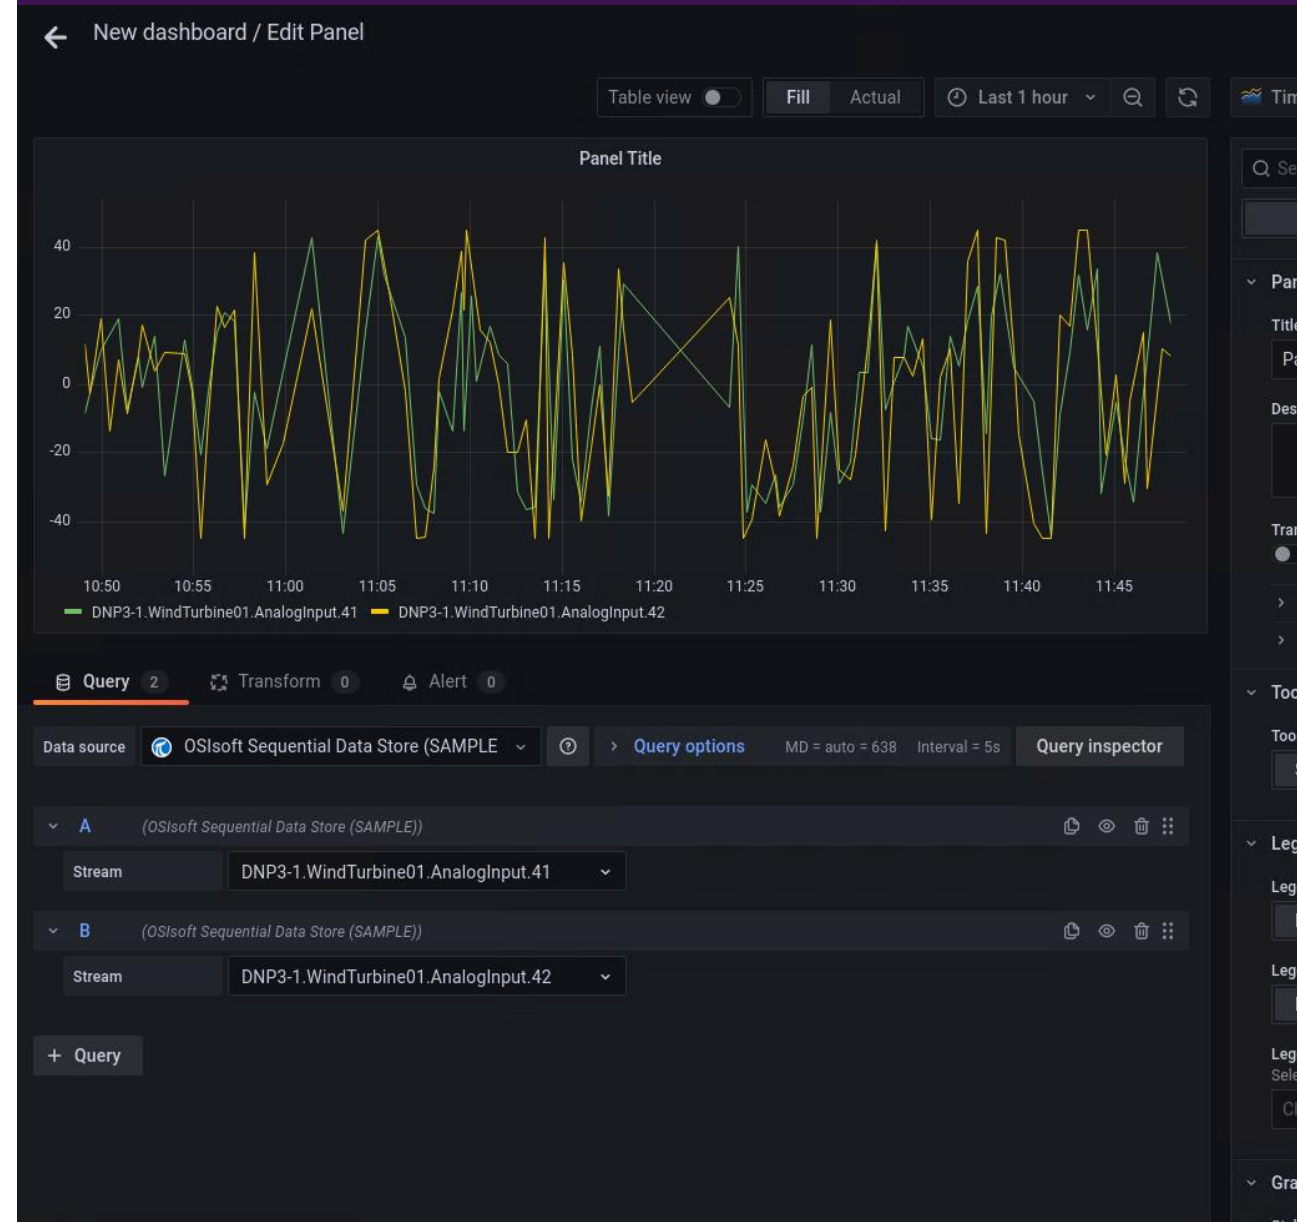 New dashboard / Edit Panel
Table view Fill Actual Last 1 hour
Panel Title
40
20
0
-20
-40
10:50 10:55 11:00 11:05 11:10 11:15 11:20 11:25 11:30 11:35 11:40 11:45
DNP3-1.WindTurbine01.AnalogInput.41 DNP3-1.WindTurbine01.AnalogInput.42
Query 2 Transform 0 Alert 0
Data source OSIsoft Sequential Data Store (SAMPLE Query options MD = auto = 638 Interval = 5s Query inspector
A (OSIsoft Sequential Data Store (SAMPLE))
Stream DNP3-1.WindTurbine01.AnalogInput.41
B (OSIsoft Sequential Data Store (SAMPLE))
Stream DNP3-1.WindTurbine01.AnalogInput.42
+ Query